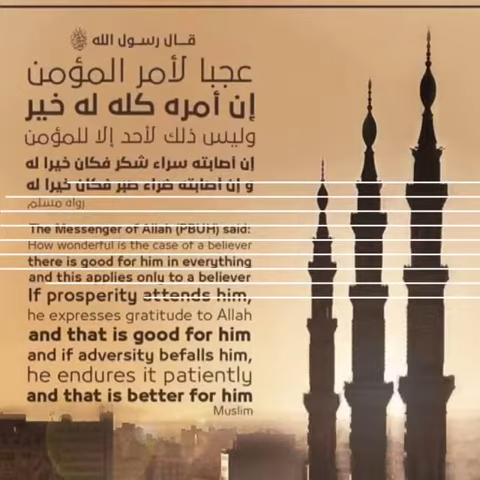 قال رسول الله ﷺ
عجبا لأمر المؤمن
إن أمره كله له خير
وليس ذلك لأحد إلا للمؤمن
إن أصابته سراء شكر فكان خيرا له
و إن أصابته ضراء صبر فكان خيرا له
رواه مسلم
The Messenger of Allah (PBUH) said:
How wonderful is the case of a believer
there is good for him in everything
and this applies only to a believer
If prosperity attends him,
he expresses gratitude to Allah
and that is good for him
and if adversity befalls him,
he endures it patiently
and that is better for him
Muslim